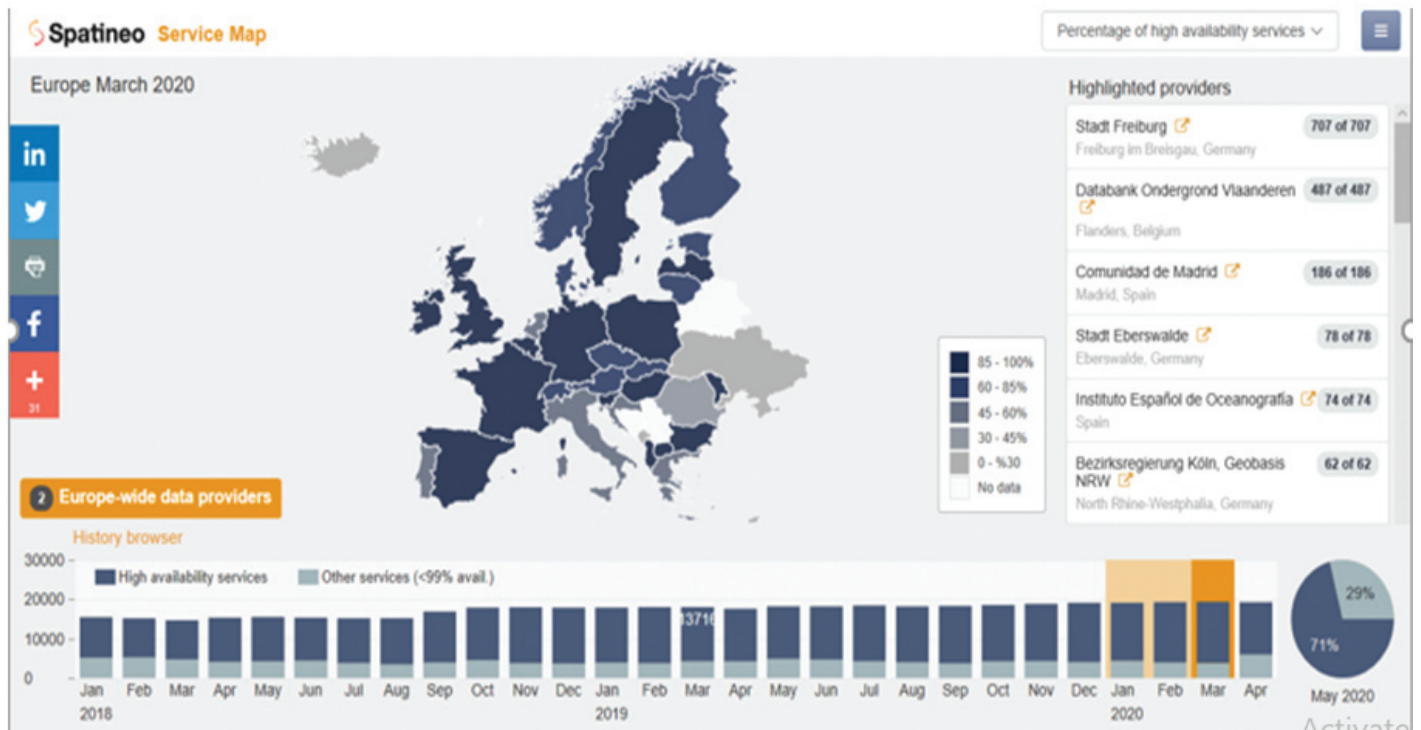 Spatineo Service Map
Percentage of high availability services
Europe March 2020
Highlighted providers
Stadt Freiburg 707 of 707
Freiburg im Breisgau, Germany
Databank Ondergrond Vlaanderen 487 of 487
Flanders, Belgium
Comunidad de Madrid 186 of 186
Madrid, Spain
Stadt Eberswalde 78 of 78
Eberswalde, Germany
Instituto Español de Oceanografía 74 of 74
Spain
Bezirksregierung Köln, Geobasis 62 of 62
NRW
North Rhine-Westphalia, Germany
in
f
+
31
85 - 100%
60 - 85%
45 - 60%
30 - 45%
0 - %30
No data
2 Europe-wide data providers
History browser
30000
20000
10000
0
High availability services Other services (<99% avail.)
13716
Jan Feb Mar Apr May Jun Jul Aug Sep Oct Nov Dec Jan Feb Mar Apr May Jun Jul Aug Sep Oct Nov Dec Jan Feb Mar Apr
2018 2019 2020
29%
71%
May 2020
Activate